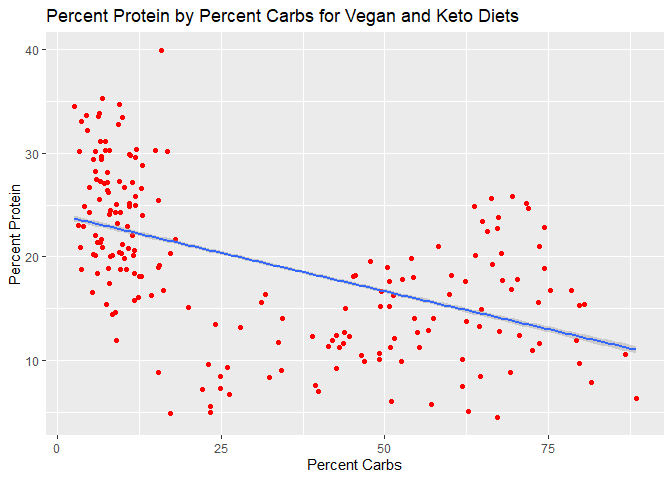 Percent Protein by Percent Carbs for Vegan and Keto Diets
40
30
20
10
Percent Protein
0
25
50
75
Percent Carbs